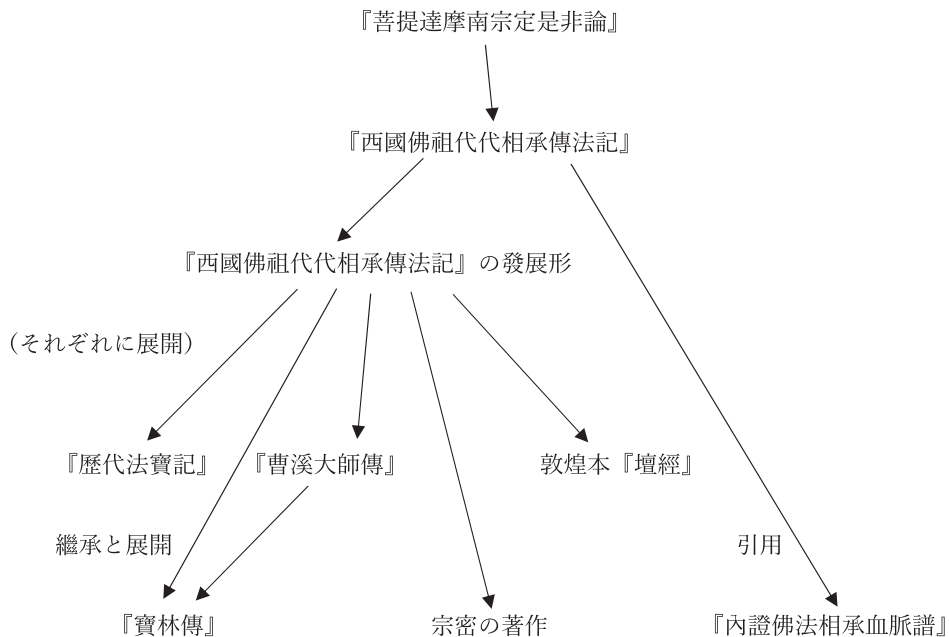 『菩提達摩南宗定是非論』
『西國佛祖代代相承傳法記』
『西國佛祖代代相承傳法記』の發展形
（それぞれに展開）
『歷代法寶記』
『曹溪大師傳』
敦煌本『壇經』
繼承と展開
引用
『寶林傳』
宗密の著作
『內證佛法相承血脈譜』